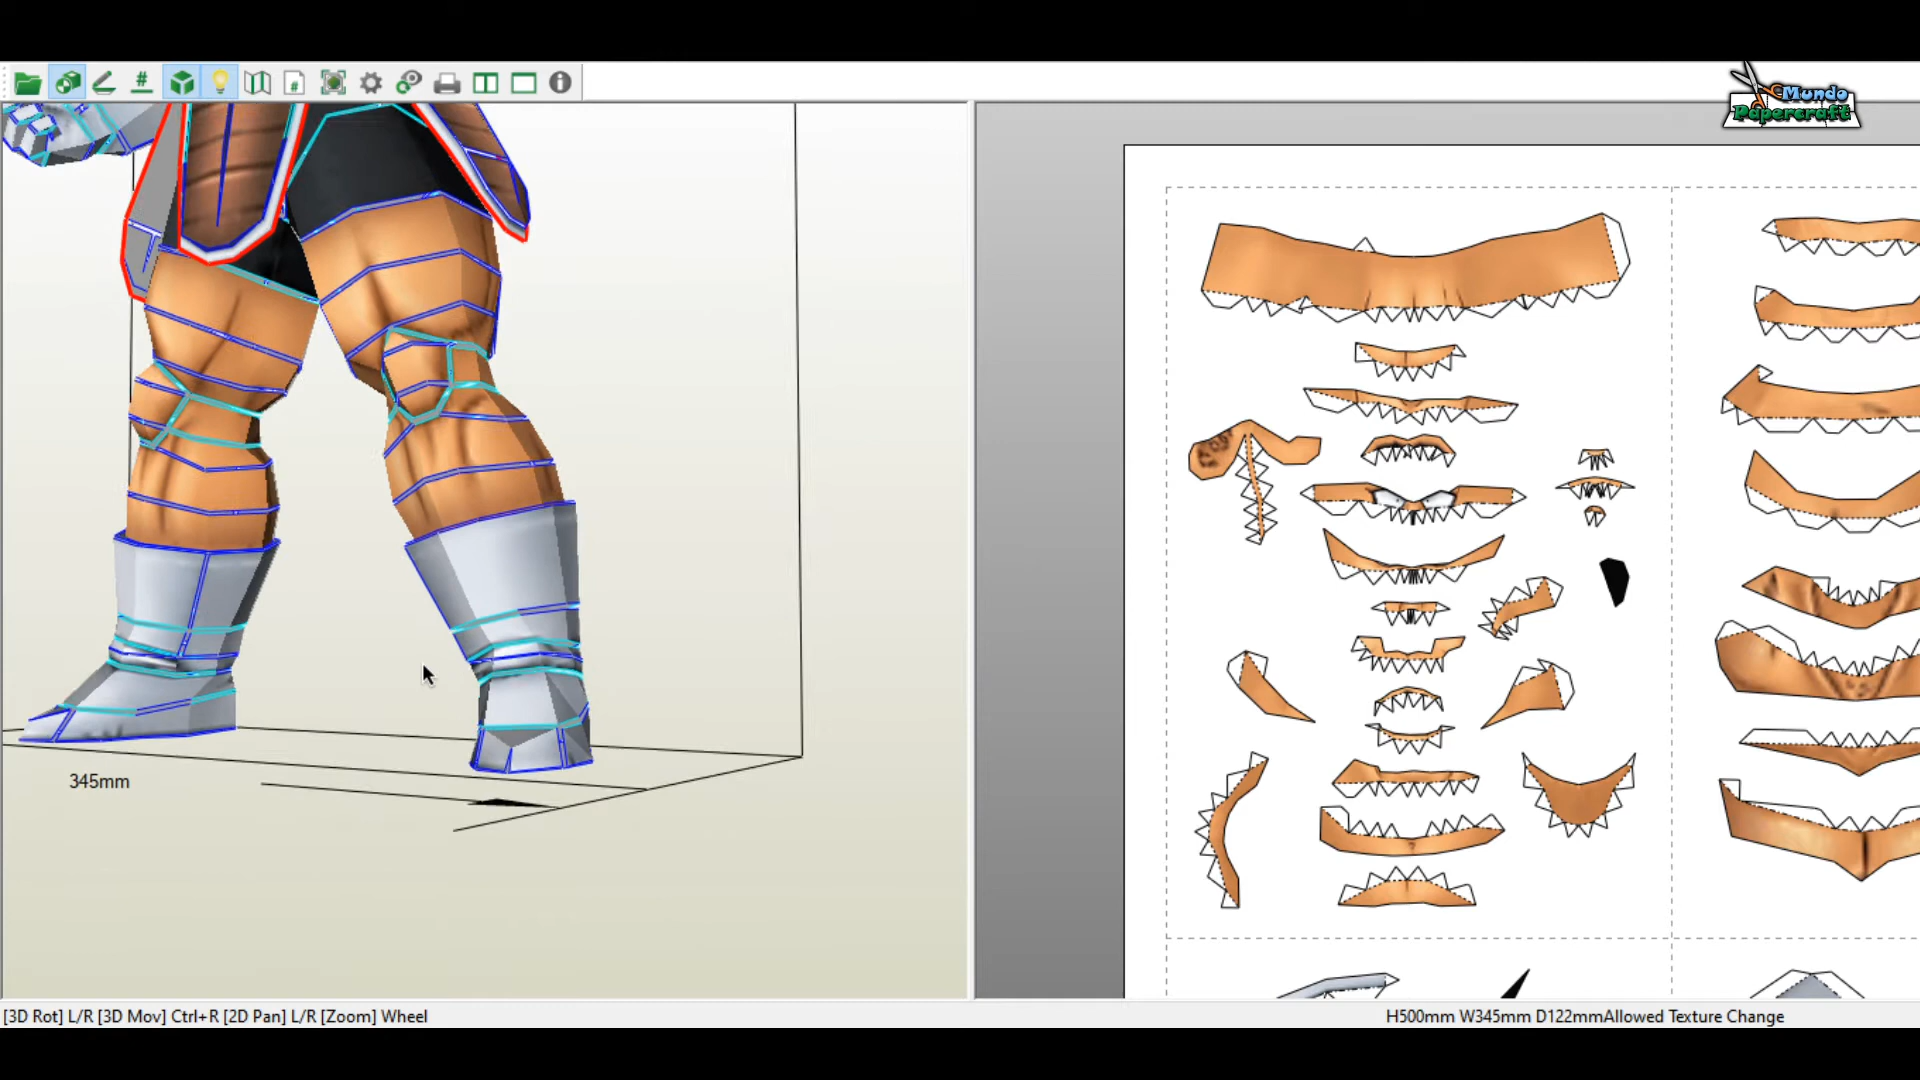 Mundo
Papercraft
345mm
[3D Rot] L/R [3D Mov] Ctrl+R [2D Pan] L/R [Zoom] Wheel
H500mm W345mm D122mmAllowed Texture Change